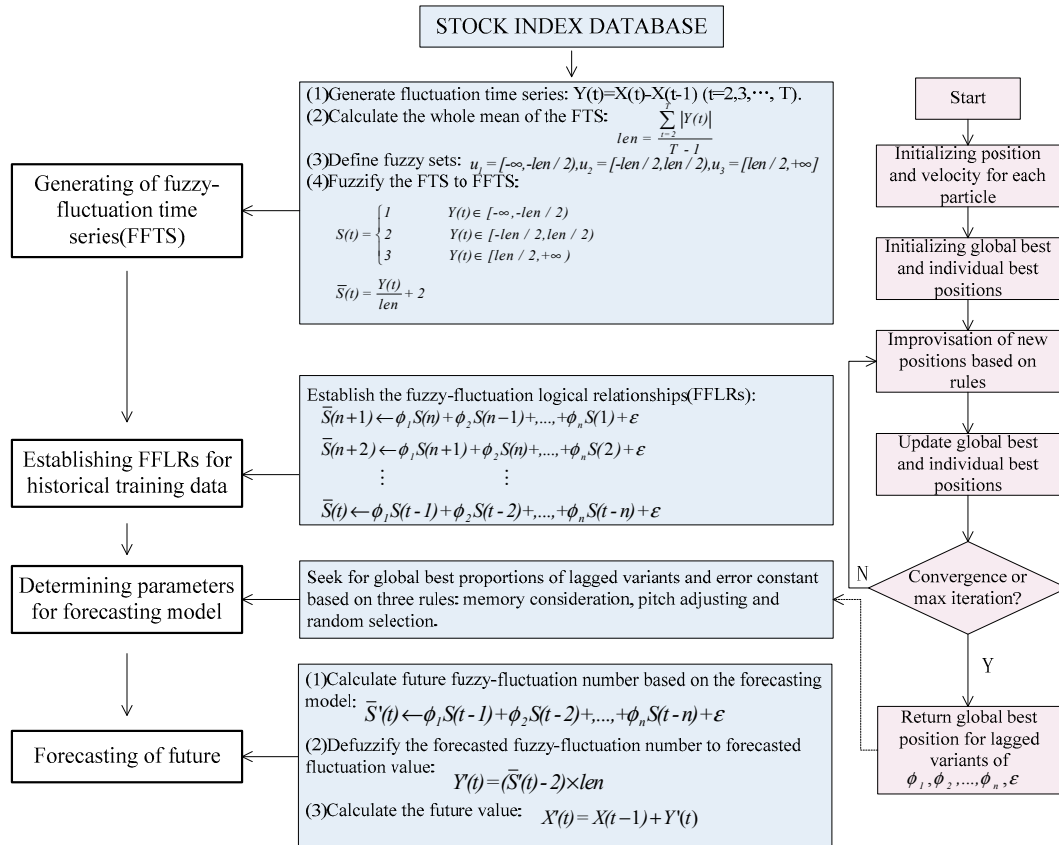 STOCK INDEX DATABASE
(1)Generate fluctuation time series: Y(t)=X(t)-X(t-1) (t=2,3,⋯, T).
(2)Calculate the whole mean of the FTS: len = \frac{\sum_{t=2}^{T} |Y(t)|}{T - 1}
(3)Define fuzzy sets: u₁ = [-∞,-len / 2),u₂ = [-len / 2,len / 2),u₃ = [len / 2,+∞]
(4)Fuzzify the FTS to FFTS:
S(t) = { 1 Y(t)∈ [-∞,-len / 2)
2 Y(t)∈ [-len / 2,len / 2)
3 Y(t)∈ [len / 2,+∞ )
S̅(t) = \frac{Y(t)}{len} + 2
Generating of fuzzy-
fluctuation time
series(FFTS)
Establish the fuzzy-fluctuation logical relationships(FFLRs):
S̅(n+1) ← ϕ₁S(n)+ϕ₂S(n−1)+,...,+ϕₙS(1)+ε
S̅(n+2) ← ϕ₁S(n+1)+ϕ₂S(n)+,...,+ϕₙS(2)+ε
⋮ ⋮
S̅(t) ← ϕ₁S(t-1)+ϕ₂S(t-2)+,...,+ϕₙS(t-n)+ε
Establishing FFLRs for
historical training data
Seek for global best proportions of lagged variants and error constant
based on three rules: memory consideration, pitch adjusting and
random selection.
Determining parameters
for forecasting model
(1)Calculate future fuzzy-fluctuation number based on the forecasting
model: S̅'(t) ← ϕ₁S(t-1)+ϕ₂S(t-2)+,...,+ϕₙS(t-n)+ε
(2)Defuzzify the forecasted fuzzy-fluctuation number to forecasted
fluctuation value: Y'(t)=(S̅'(t)-2)×len
(3)Calculate the future value: X'(t)= X(t−1)+Y'(t)
Forecasting of future
Start
Initializing position
and velocity for each
particle
Initializing global best
and individual best
positions
Improvisation of new
positions based on
rules
Update global best
and individual best
positions
Convergence or
max iteration?
N
Y
Return global best
position for lagged
variants of
ϕ₁,ϕ₂,...,ϕₙ,ε